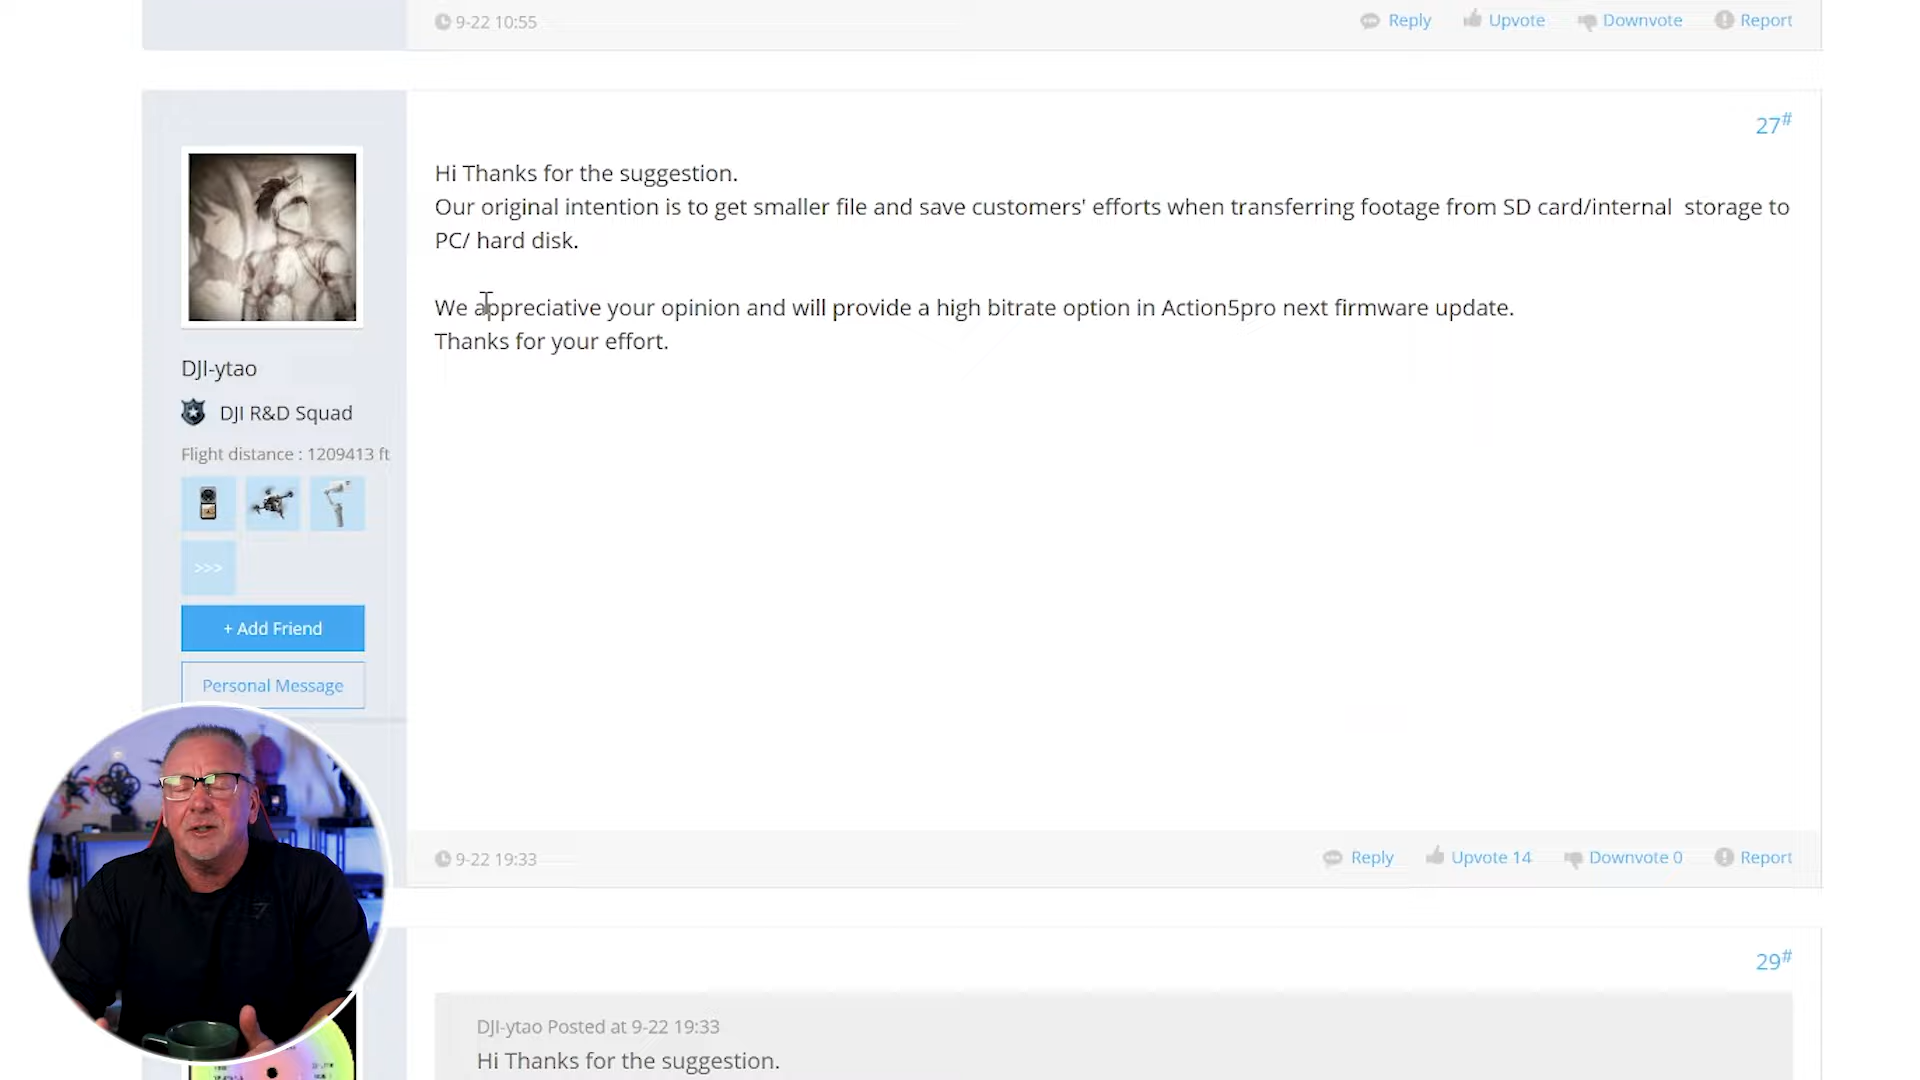 9-22 10:55
Reply Upvote Downvote Report
27#
Hi Thanks for the suggestion.
Our original intention is to get smaller file and save customers' efforts when transferring footage from SD card/internal storage to
PC/ hard disk.
We appreciative your opinion and will provide a high bitrate option in Action5pro next firmware update.
Thanks for your effort.
DJI-ytao
DJI R&D Squad
Flight distance : 1209413 ft
>>>
+ Add Friend
Personal Message
9-22 19:33
Reply Upvote 14 Downvote 0 Report
29#
DJI-ytao Posted at 9-22 19:33
Hi Thanks for the suggestion.